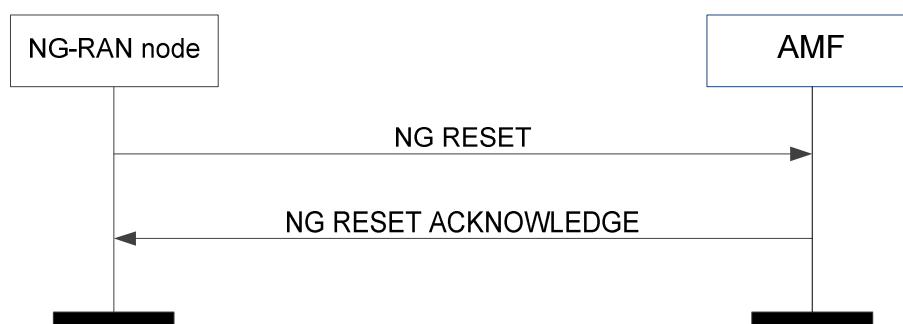 NG-RAN node
AMF
NG RESET
NG RESET ACKNOWLEDGE